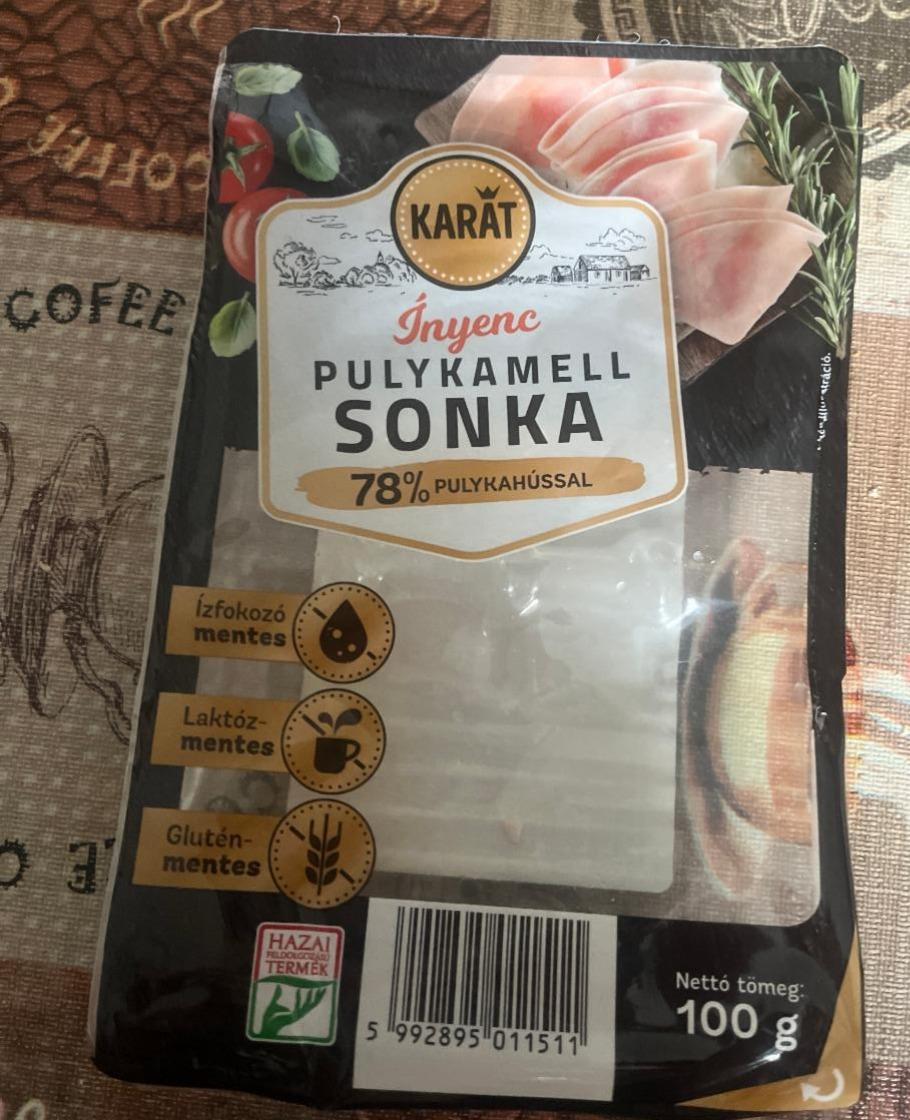 COFFEE
COFEE
KARÁT
Ínyenc
PULYKAMELL
SONKA
78% PULYKAHÚSSAL
Ízfokozó
mentes
Laktóz-
mentes
Glutén-
mentes
HAZAI
FELDOLGOZÁSÚ
TERMÉK
5 992895 011511
Nettó tömeg:
100 g